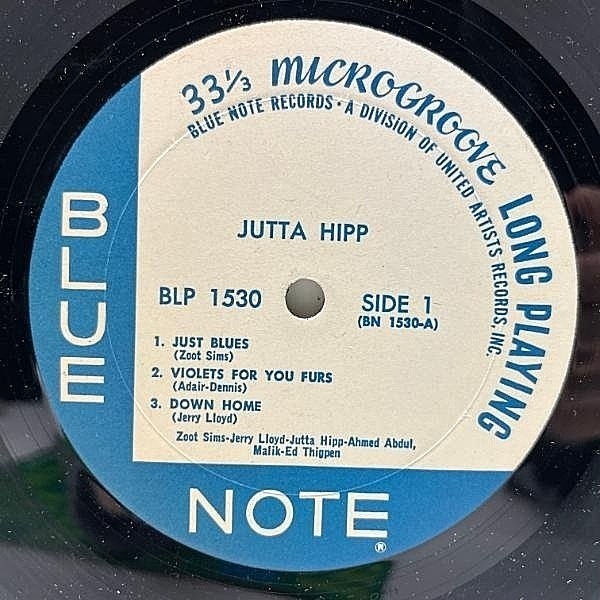 33 1/3 MICROGROOVE LONG PLAYING
BLUE NOTE RECORDS • A DIVISION OF UNITED ARTISTS RECORDS, INC.
JUTTA HIPP
BLP 1530
SIDE 1
(BN 1530-A)
1. JUST BLUES
(Zoot Sims)
2. VIOLETS FOR YOU FURS
(Adair-Dennis)
3. DOWN HOME
(Jerry Lloyd)
Zoot Sims-Jerry Lloyd-Jutta Hipp-Ahmed Abdul,
Malik-Ed Thigpen
BLUE
NOTE®